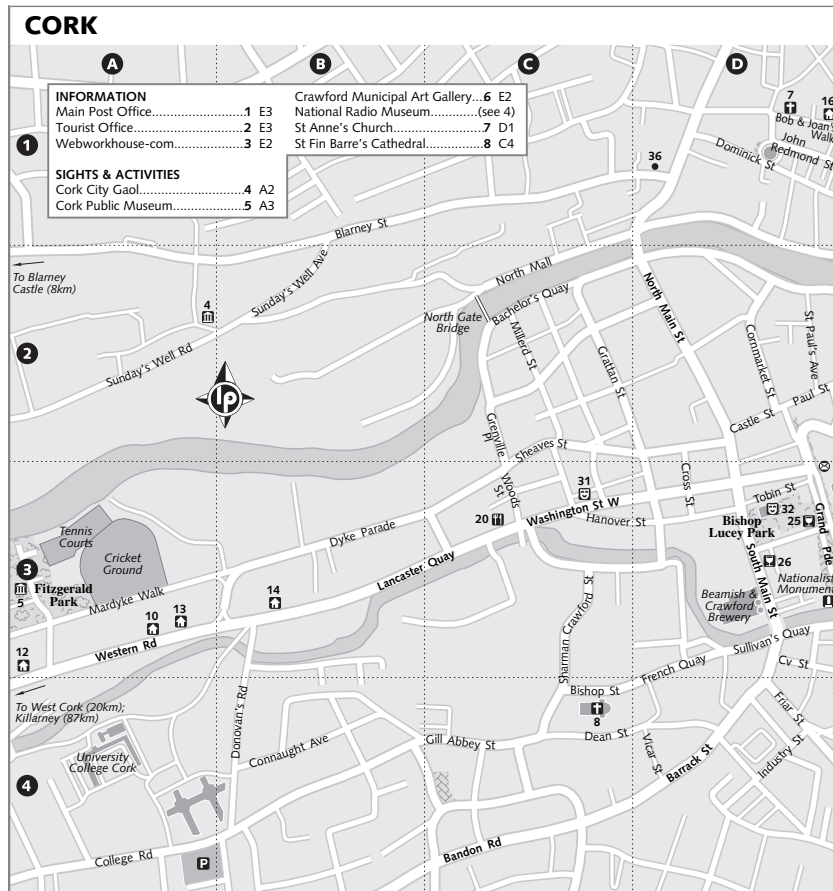 CORK
A
B
C
D
INFORMATION
Main Post Office..............................1 E3
Tourist Office..................................2 E3
Webworkhouse-com......................3 E2
SIGHTS & ACTIVITIES
Cork City Gaol................................4 A2
Cork Public Museum.......................5 A3
Crawford Municipal Art Gallery...6 E2
National Radio Museum............(see 4)
St Anne's Church.........................7 D1
St Fin Barre's Cathedral................8 C4
7
16
Bob & Joan's
Walk
John
Redmond St
Dominick St
1
36
Blarney St
To Blarney
Castle (8km)
Sunday's Well Ave
North Mall
Bachelor's Quay
North Gate
Bridge
4
Sunday's Well Rd
2
lp
Millerd St
Grattan St
North Main St
Cornmarket St
St Paul's Ave
Paul St
Castle St
Grenville
Pl
Sheaves St
Woods
St
Cross St
31
20
Washington St W
Hanover St
Tobin St
32
25
Bishop
Lucey Park
Grand Pde
26
South Main St
Nationalist
Monument
Beamish &
Crawford
Brewery
Tennis
Courts
Cricket
Ground
Dyke Parade
Lancaster Quay
3
Fitzgerald
Park
5
Mardyke Walk
10
13
14
12
Western Rd
Sharman Crawford St
Sullivan's Quay
French Quay
Cv St
To West Cork (20km);
Killarney (87km)
Bishop St
8
Dean St
Donovan's Rd
Connaught Ave
Gill Abbey St
Vicar St
Barrack St
Friar St
Industry St
University
College Cork
4
College Rd
P
Bandon Rd